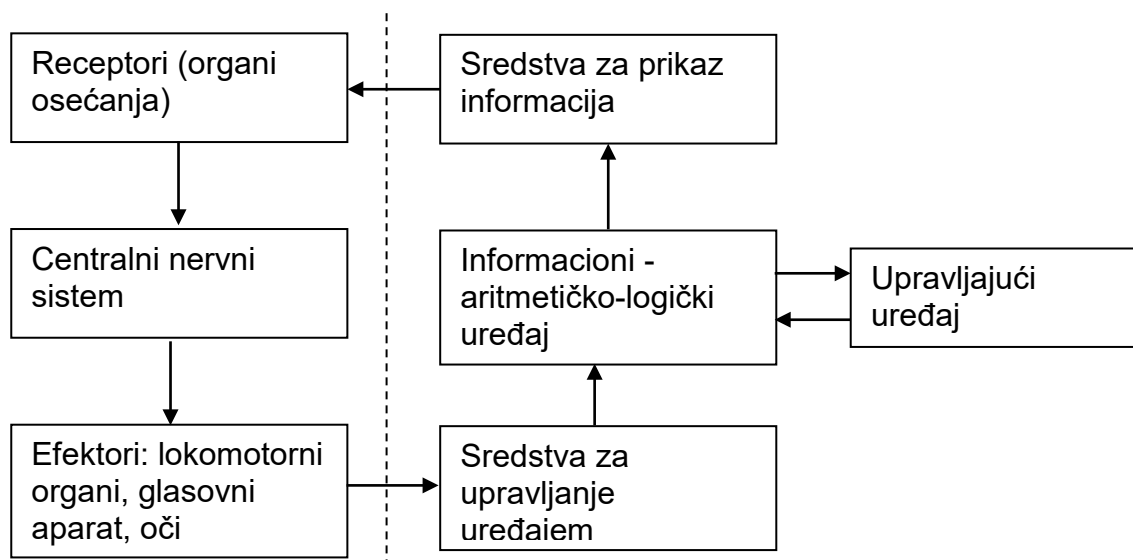 Receptori (organi
osećanja)
Sredstva za prikaz
informacija
Centralni nervni
sistem
Informacioni -
aritmetičko-logički
uređaj
Upravljajući
uređaj
Efektori: lokomotorni
organi, glasovni
aparat, oči
Sredstva za
upravljanje
uređajem